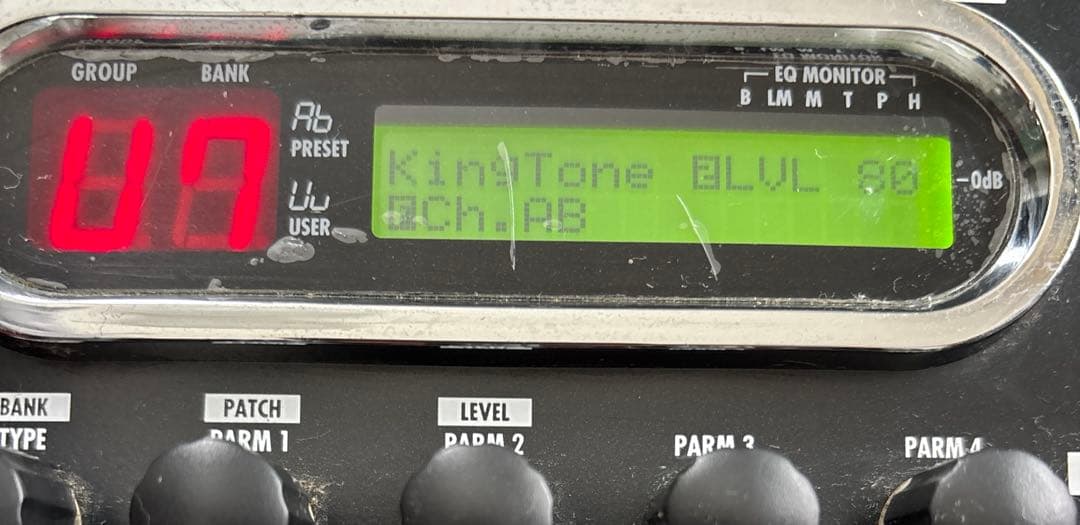 GROUP BANK
EQ MONITOR
B LM M T P H
U7
Ab
PRESET
Uu
USER
KingTone 2LVL 80
Ch.AB
-0dB
BANK PATCH LEVEL
TYPE PARM 1 PARM 2 PARM 3 PARM 4